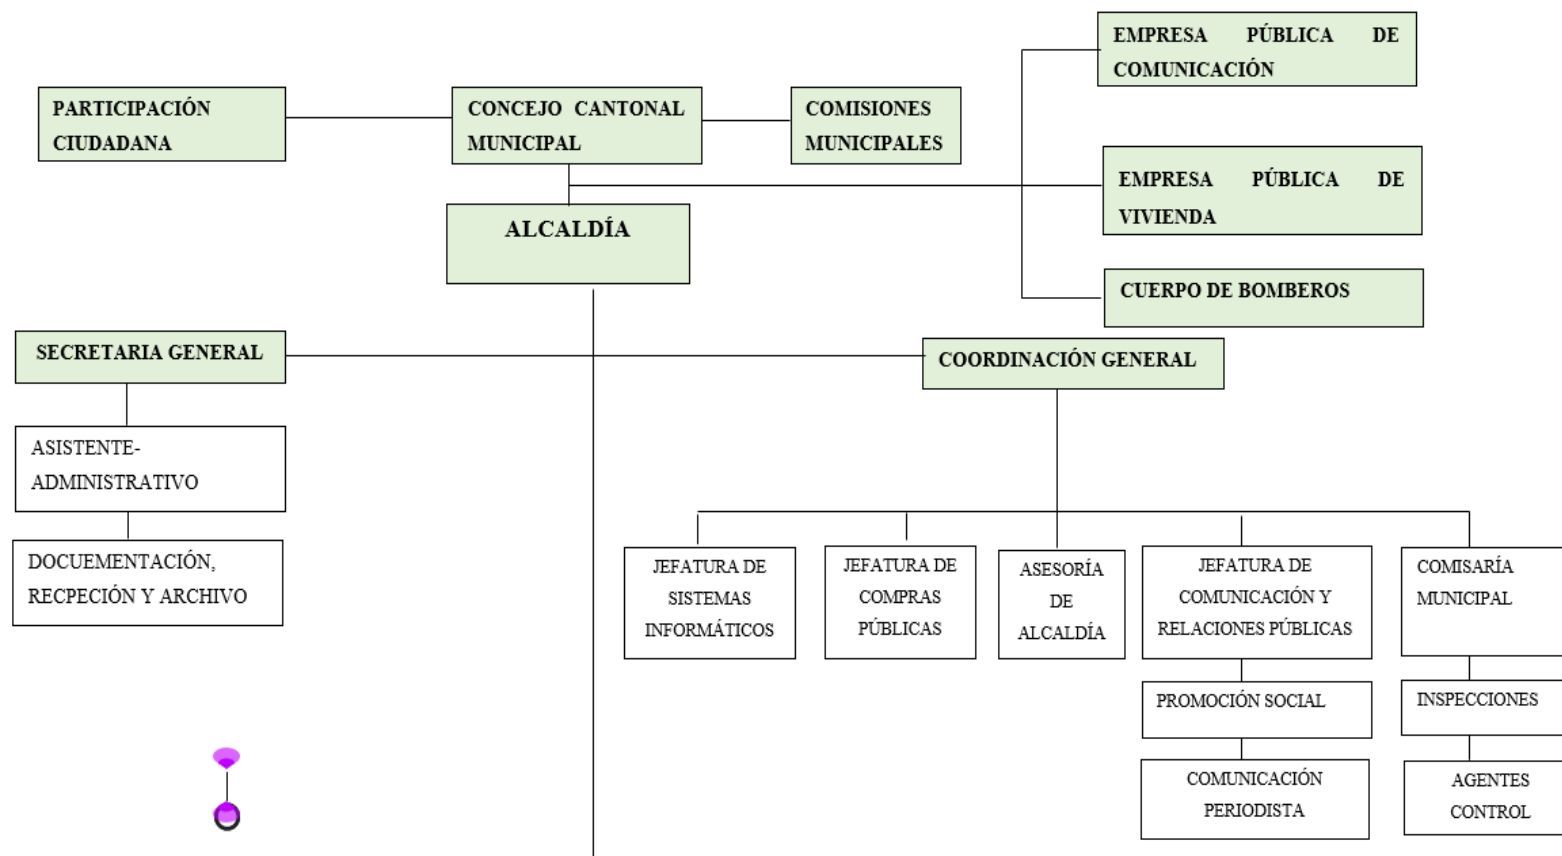 EMPRESA PÚBLICA DE
COMUNICACIÓN
PARTICIPACIÓN
CIUDADANA
CONCEJO CANTONAL
MUNICIPAL
COMISIONES
MUNICIPALES
EMPRESA PÚBLICA DE
VIVIENDA
ALCALDÍA
CUERPO DE BOMBEROS
SECRETARIA GENERAL
COORDINACIÓN GENERAL
ASISTENTE-
ADMINISTRATIVO
DOCUEMENTACIÓN,
RECPECIÓN Y ARCHIVO
JEFATURA DE
SISTEMAS
INFORMÁTICOS
JEFATURA DE
COMPRAS
PÚBLICAS
ASESORÍA
DE
ALCALDÍA
JEFATURA DE
COMUNICACIÓN Y
RELACIONES PÚBLICAS
COMISARÍA
MUNICIPAL
PROMOCIÓN SOCIAL
INSPECCIONES
COMUNICACIÓN
PERIODISTA
AGENTES
CONTROL